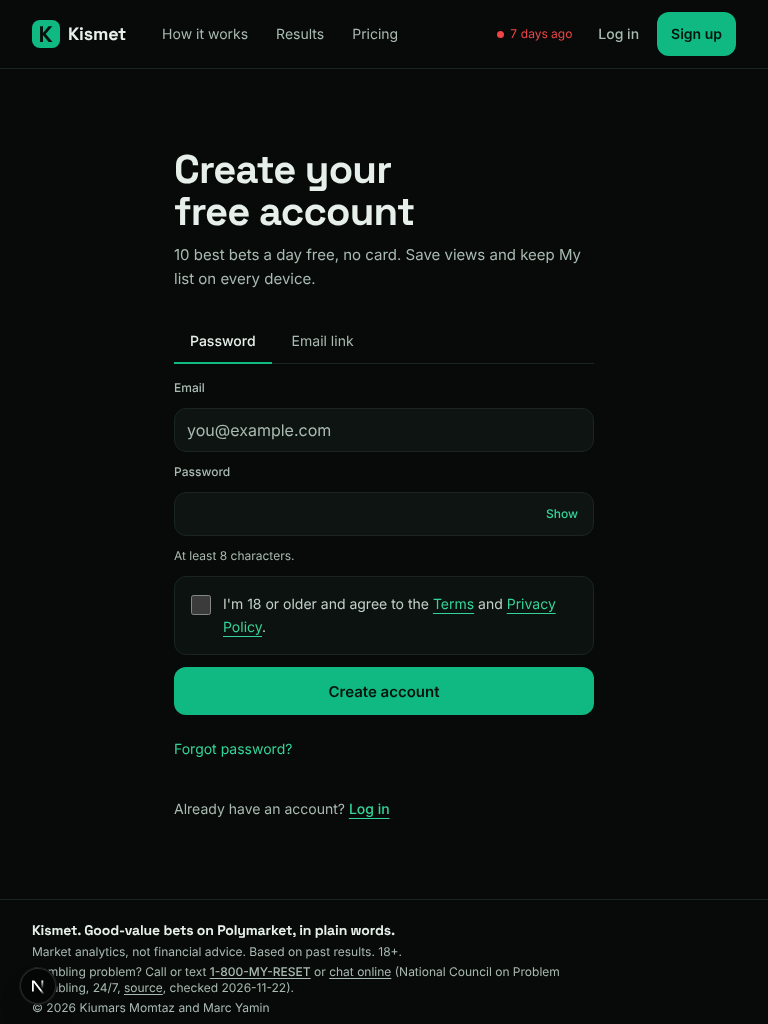 Kismet
How it works
Results
Pricing
7 days ago
Log in
Sign up
Create your
free account
10 best bets a day free, no card. Save views and keep My
list on every device.
Password
Email link
Email
you@example.com
Password
Show
At least 8 characters.
I'm 18 or older and agree to the Terms and Privacy
Policy.
Create account
Forgot password?
Already have an account? Log in
Kismet. Good-value bets on Polymarket, in plain words.
Market analytics, not financial advice. Based on past results. 18+.
problem? Call or text 1-800-MY-RESET or chat online (National Council on Problem
24/7, source, checked 2026-11-22).
N
© 2026 Kiumars Momtaz and Marc Yamin